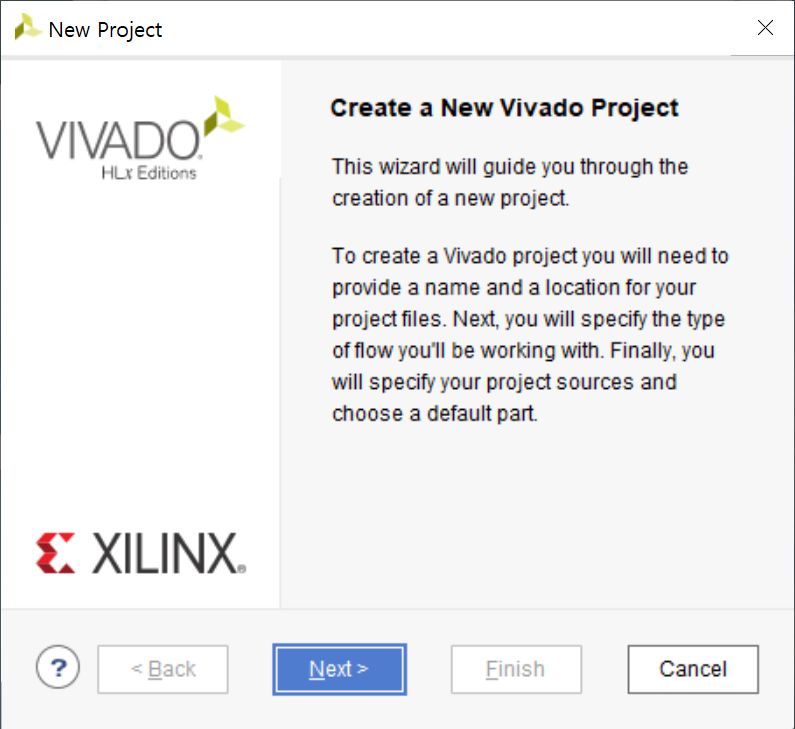 New Project
VIVADO
HLx Editions
Create a New Vivado Project
This wizard will guide you through the
creation of a new project.
To create a Vivado project you will need to
provide a name and a location for your
project files. Next, you will specify the type
of flow you'll be working with. Finally, you
will specify your project sources and
choose a default part.
XILINX®
?
< Back
Next >
Finish
Cancel